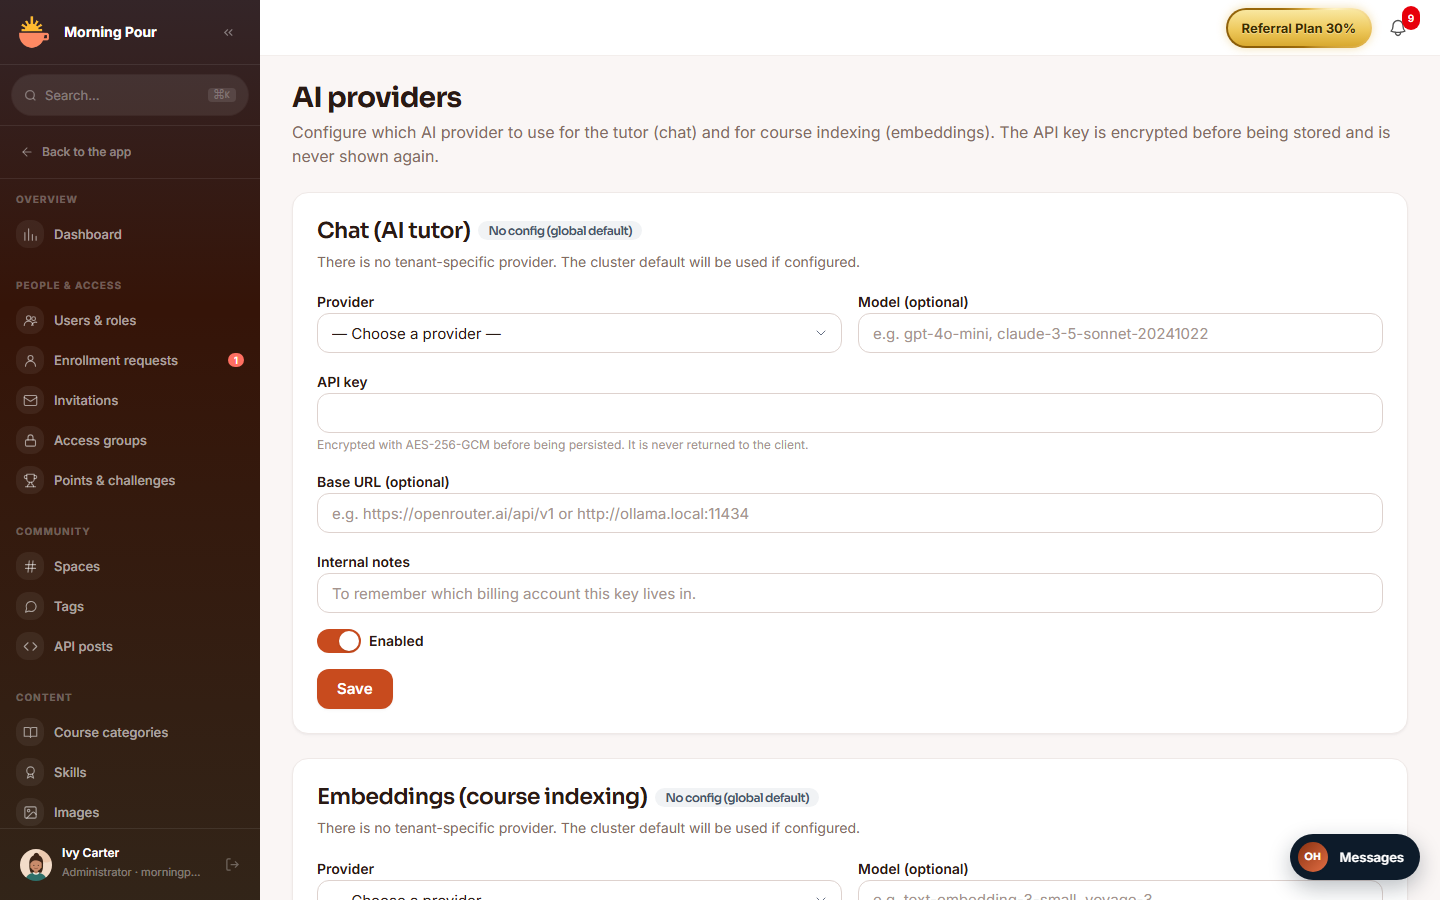 Morning Pour
Search...
⌘K
Back to the app
OVERVIEW
Dashboard
PEOPLE & ACCESS
Users & roles
Enrollment requests
1
Invitations
Access groups
Points & challenges
COMMUNITY
Spaces
Tags
API posts
CONTENT
Course categories
Skills
Images
Ivy Carter
Administrator · morningp...
Referral Plan 30%
9
AI providers
Configure which AI provider to use for the tutor (chat) and for course indexing (embeddings). The API key is encrypted before being stored and is
never shown again.
Chat (AI tutor)
No config (global default)
There is no tenant-specific provider. The cluster default will be used if configured.
Provider
Model (optional)
— Choose a provider —
e.g. gpt-4o-mini, claude-3-5-sonnet-20241022
API key
Encrypted with AES-256-GCM before being persisted. It is never returned to the client.
Base URL (optional)
e.g. https://openrouter.ai/api/v1 or http://ollama.local:11434
Internal notes
To remember which billing account this key lives in.
Enabled
Save
Embeddings (course indexing)
No config (global default)
There is no tenant-specific provider. The cluster default will be used if configured.
Provider
Model (optional)
— Choose a provider —
e.g. text-embedding-3-small, voyage-3
OH
Messages